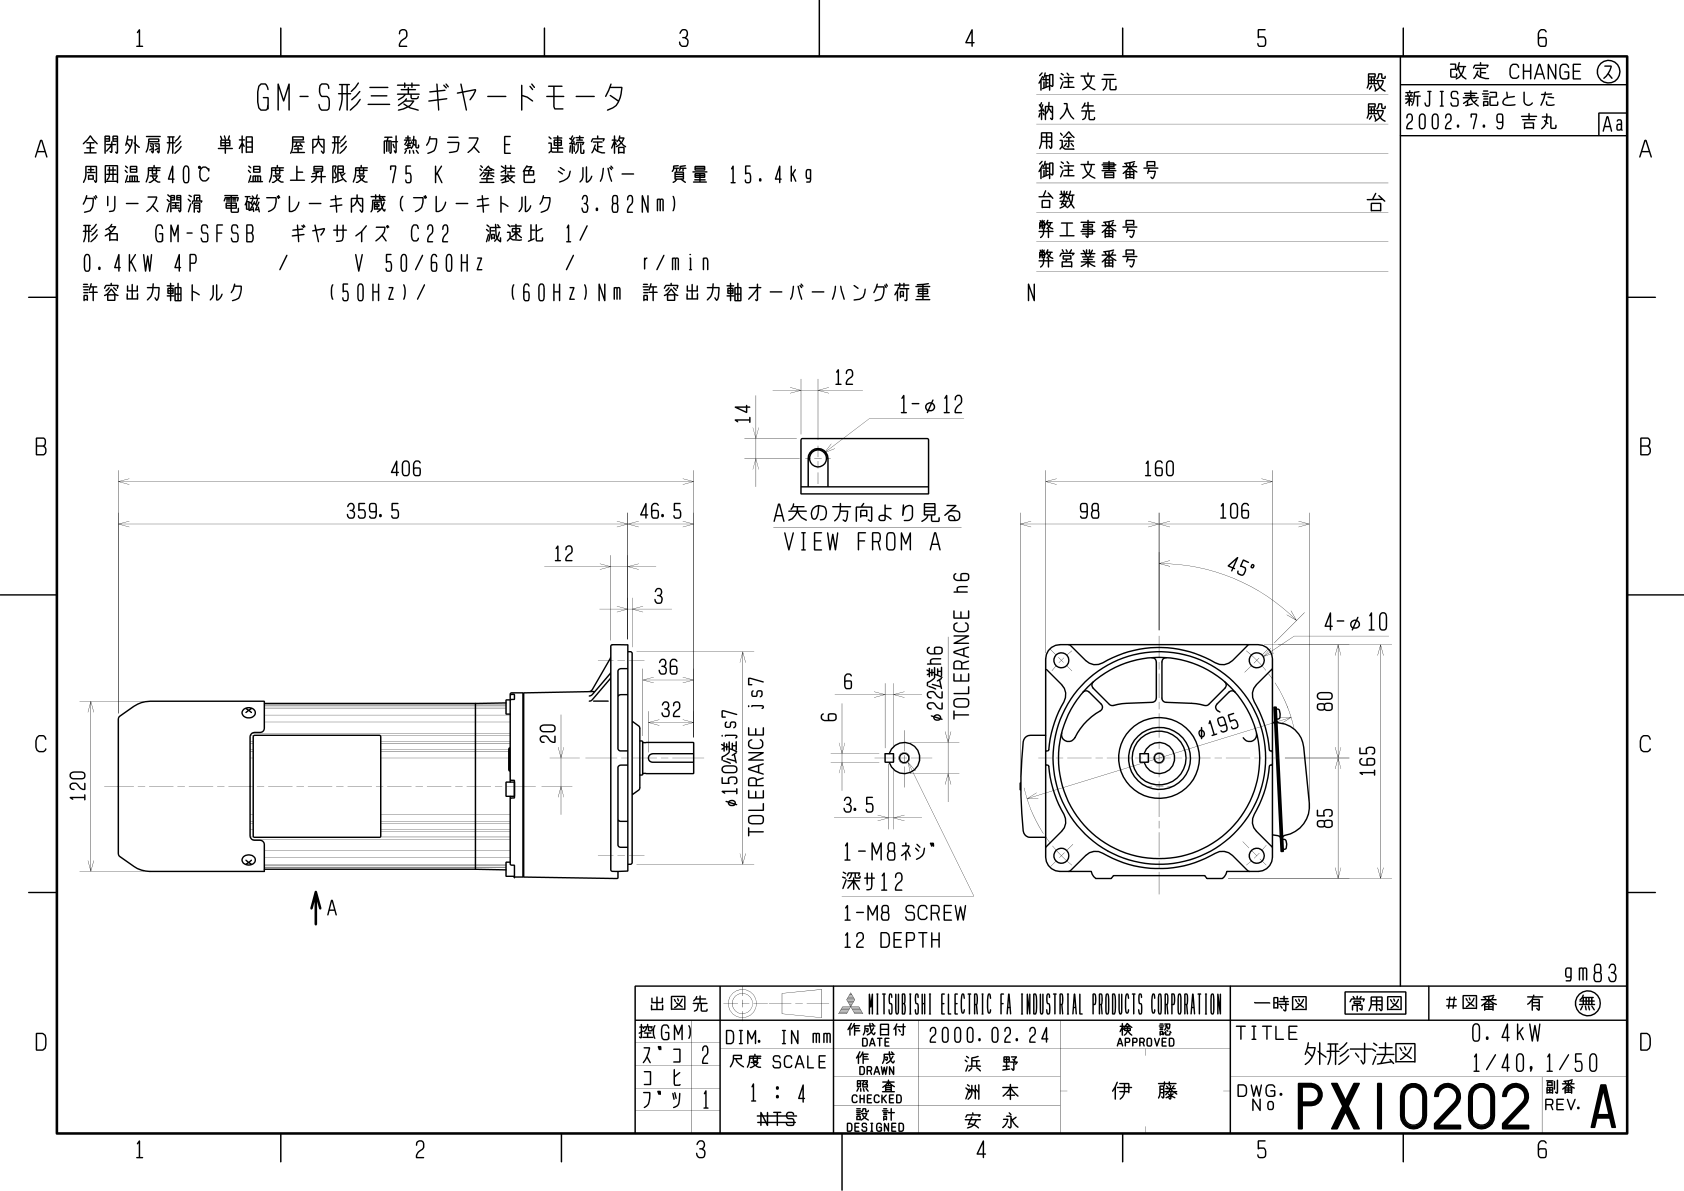 1 2 3 4 5 6
GM-S形三菱ギヤードモータ
全閉外扇形 単相 屋内形 耐熱クラス E 連続定格
周囲温度40℃ 温度上昇限度 75 K 塗装色 シルバー 質量 15.4kg
グリース潤滑 電磁ブレーキ内蔵(ブレーキトルク 3.82Nm)
形名 GM-SFSB ギヤサイズ C22 減速比 1/
0.4KW 4P / V 50/60Hz / r/min
許容出力軸トルク (50Hz)/ (60Hz)Nm 許容出力軸オーバーハング荷重 N
御注文元 殿
納入先 殿
用途
御注文書番号
台数 台
弊工事番号
弊営業番号
改定 CHANGE ス
新JIS表記とした
2002.7.9 吉丸 Aa
A A
B B
C C
D D
12
14
1-φ12
A矢の方向より見る
VIEW FROM A
406
359.5 46.5
12
3
36
32
20
120
φ150公差js7
TOLERANCE js7
A
6
6
φ22公差h6
TOLERANCE h6
3.5
1-M8ネジ
深サ12
1-M8 SCREW
12 DEPTH
160
98 106
45°
4-φ10
φ195
80
165
85
gm83
出図先
控(GM)
ズコ 2
コヒ
ブツ 1
DIM. IN mm
尺度 SCALE
1 : 4
NTS
MITSUBISHI ELECTRIC FA INDUSTRIAL PRODUCTS CORPORATION
作成日付 DATE 2000.02.24
作成 DRAWN 浜野
照査 CHECKED 洲本
設計 DESIGNED 安永
検認 APPROVED
伊藤
一時図 常用図 #図番 有 無
TITLE 外形寸法図
0.4kW
1/40,1/50
DWG. No PX10202
副番 REV. A
1 2 3 4 5 6